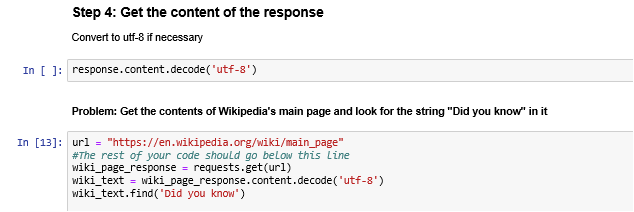 Step 4: Get the content of the response
Convert to utf-8 if necessary
In [ ]: response.content.decode('utf-8')
Problem: Get the contents of Wikipedia's main page and look for the string "Did you know" in it
In [13]: url = "https://en.wikipedia.org/wiki/main_page"
#The rest of your code should go below this line
wiki_page_response = requests.get(url)
wiki_text = wiki_page_response.content.decode('utf-8')
wiki_text.find('Did you know')